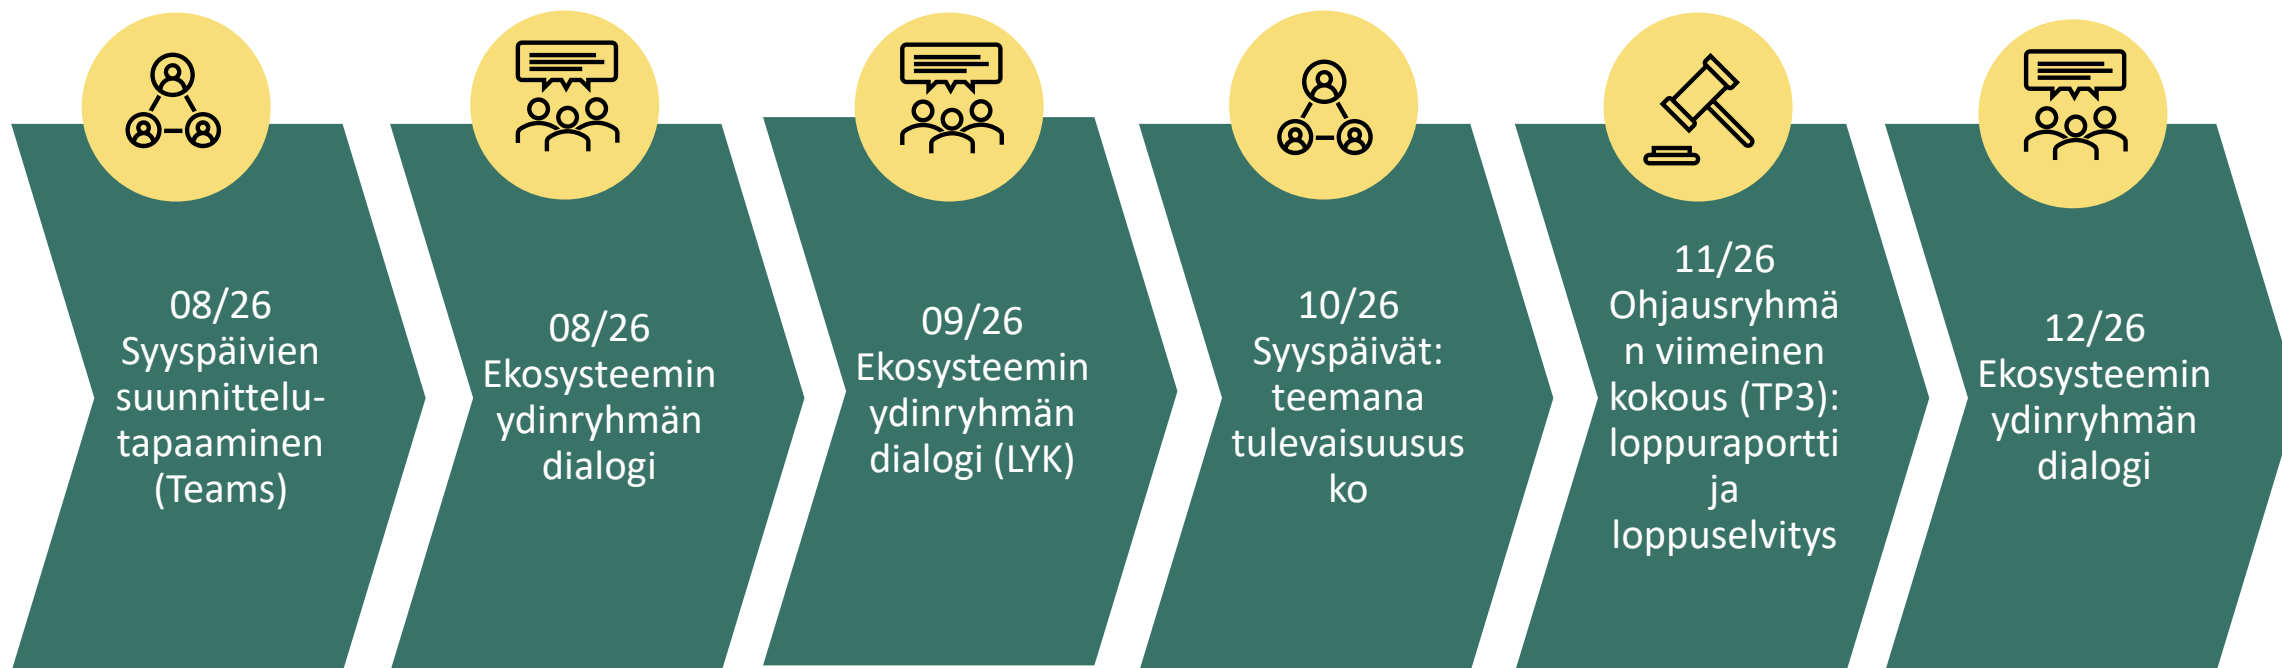 08/26
Syyspäivien
suunnittelu-
tapaaminen
(Teams)
08/26
Ekosysteemin
ydinryhmän
dialogi
09/26
Ekosysteemin
ydinryhmän
dialogi (LYK)
10/26
Syyspäivät:
teemana
tulevaisuusus
ko
11/26
Ohjausryhmä
n viimeinen
kokous (TP3):
loppuraportti
ja
loppuselvitys
12/26
Ekosysteemin
ydinryhmän
dialogi